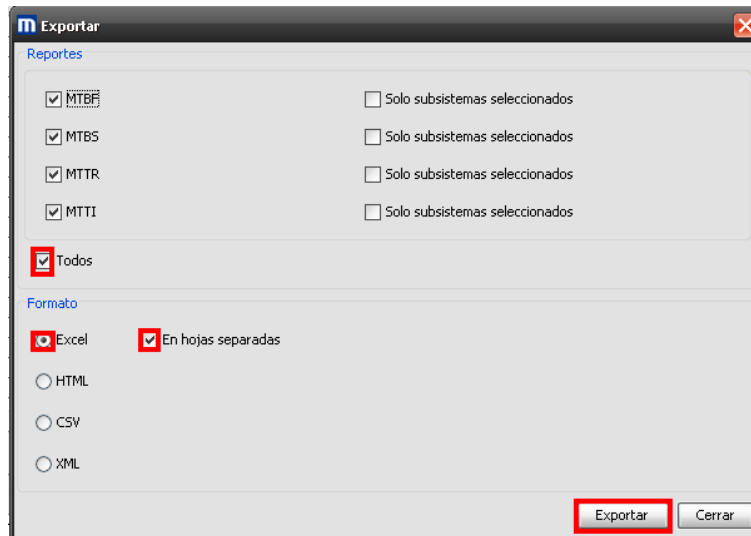 m Exportar
Reportes
MTBF Solo subsistemas seleccionados
MTBS Solo subsistemas seleccionados
MTTR Solo subsistemas seleccionados
MTTI Solo subsistemas seleccionados
Todos
Formato
Excel En hojas separadas
HTML
CSV
XML
Exportar Cerrar